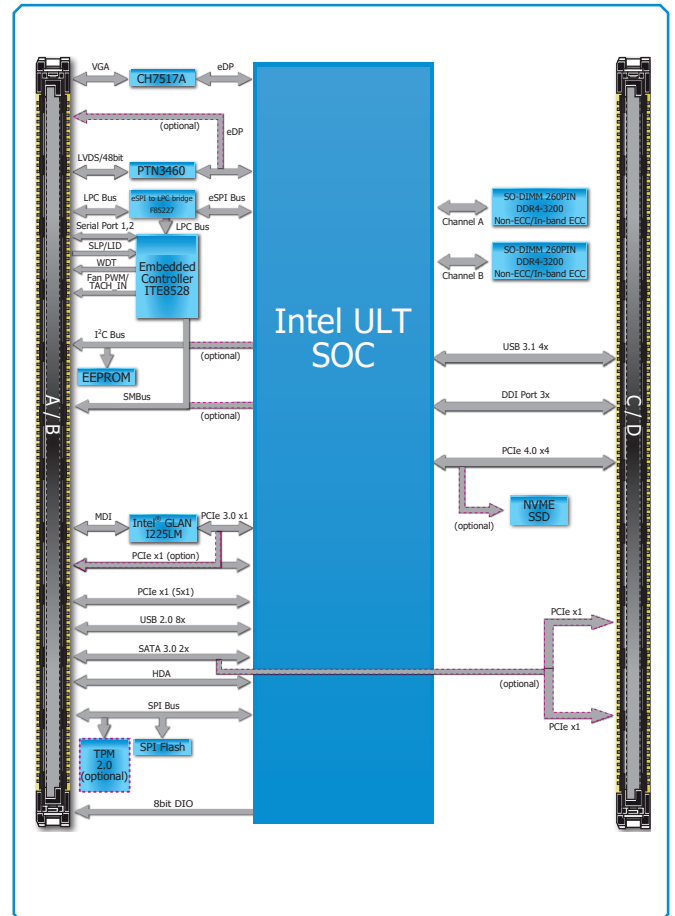 VGA
CH7517A
eDP
(optional)
eDP
LVDS/48bit
PTN3460
LPC Bus
eSPI to LPC bridge
F85227
eSPI Bus
Serial Port 1,2
LPC Bus
SLP/LID
WDT
Fan PWM/
TACH_IN
Embedded
Controller
ITE8528
I²C Bus
(optional)
EEPROM
SMBus
(optional)
A / B
MDI
Intel® GLAN
I225LM
PCIe 3.0 x1
PCIe x1 (option)
PCIe x1 (5x1)
USB 2.0 8x
SATA 3.0 2x
HDA
SPI Bus
TPM
2.0
(optional)
SPI Flash
8bit DIO
Intel ULT
SOC
Channel A
SO-DIMM 260PIN
DDR4-3200
Non-ECC/In-band ECC
Channel B
SO-DIMM 260PIN
DDR4-3200
Non-ECC/In-band ECC
USB 3.1 4x
DDI Port 3x
PCIe 4.0 x4
(optional)
NVME
SSD
PCIe x1
(optional)
PCIe x1
C / D